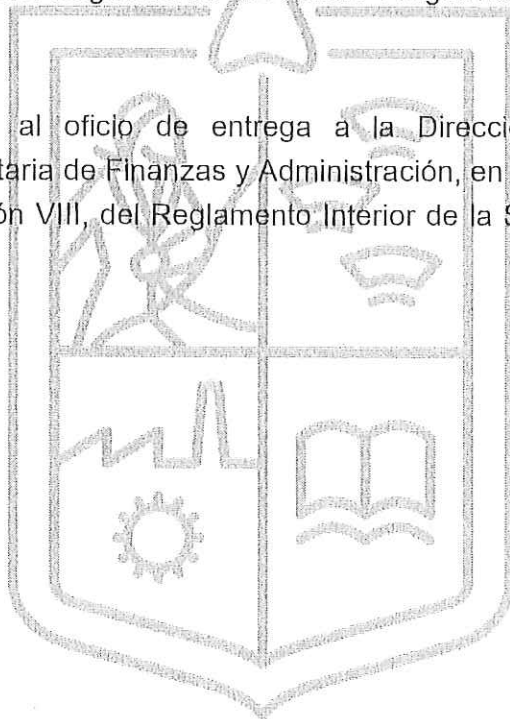 al oficio de entrega a la Direcci
taria de Finanzas y Administración, en
ón VIII, del Reglamento Interior de la S